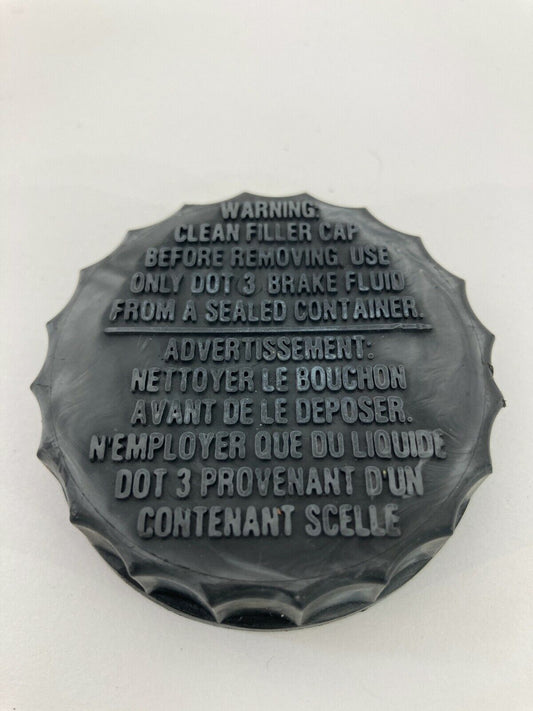 WARNING:
CLEAN FILLER CAP
BEFORE REMOVING. USE
ONLY DOT 3 BRAKE FLUID
FROM A SEALED CONTAINER.
ADVERTISSEMENT:
NETTOYER LE BOUCHON
AVANT DE LE DEPOSER.
N'EMPLOYER QUE DU LIQUIDE
DOT 3 PROVENANT D'UN
CONTENANT SCELLE